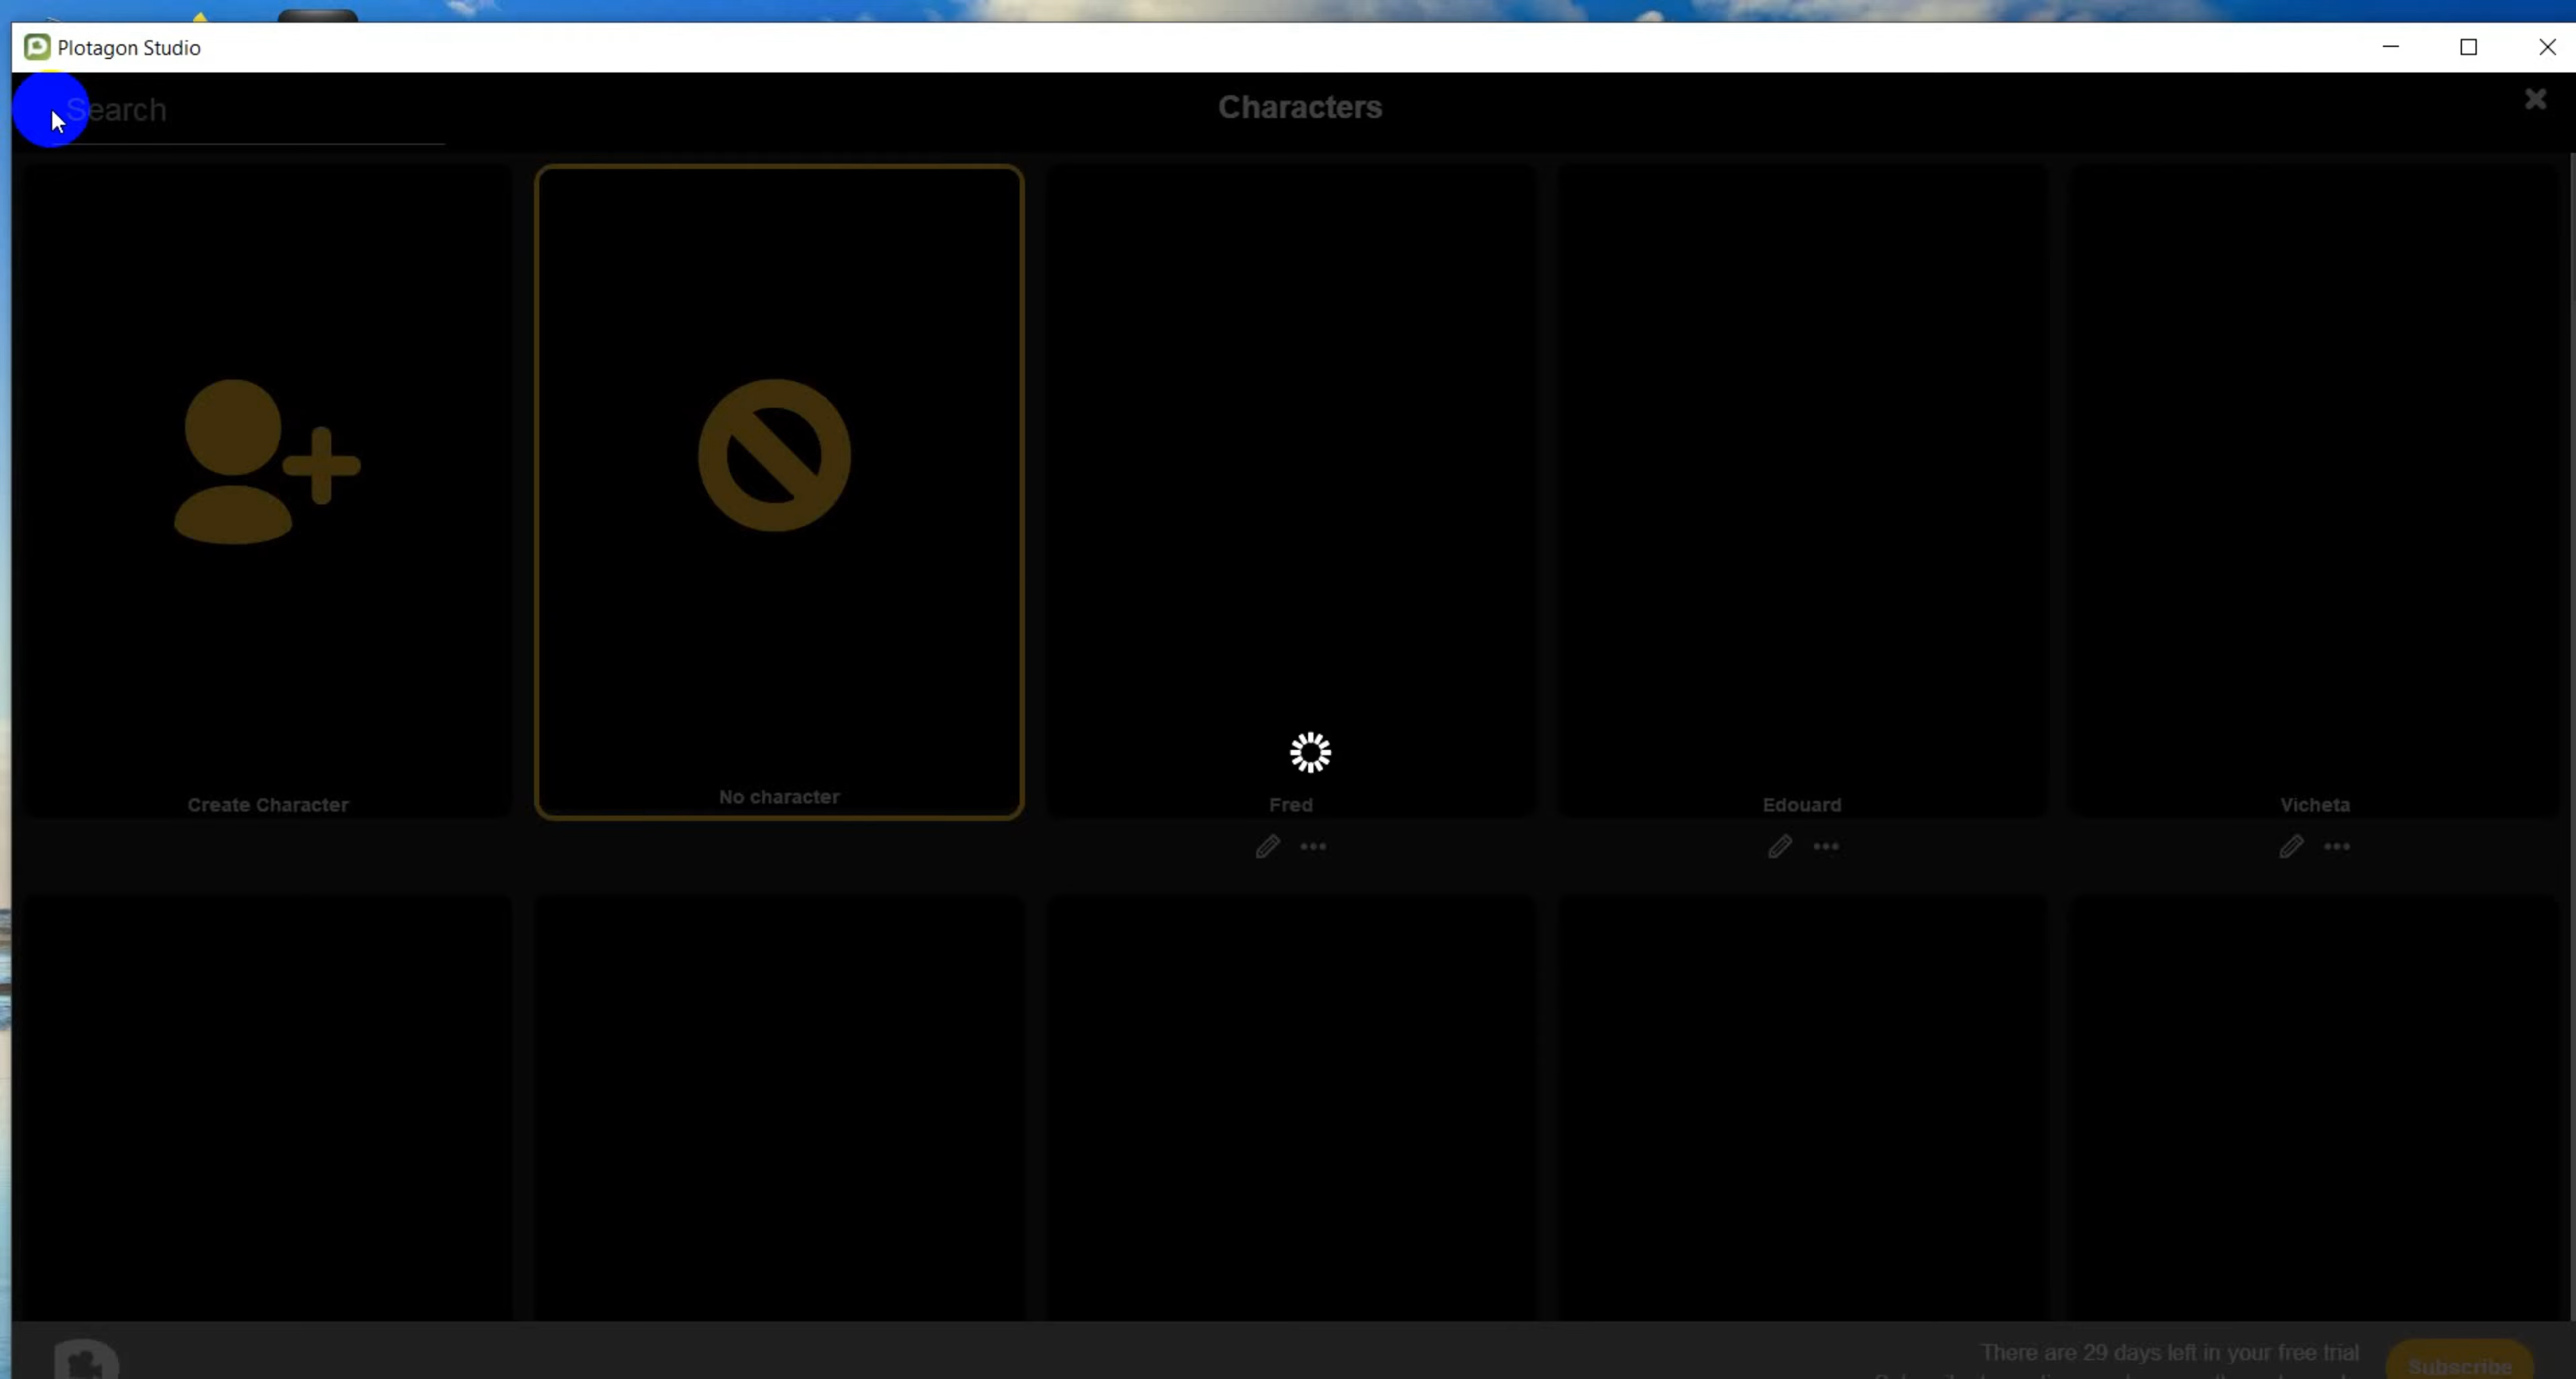 Plotagon Studio
Search
Characters
Create Character
No character
Fred
Edouard
Vicheta
There are 29 days left in your free trial
Subscribe